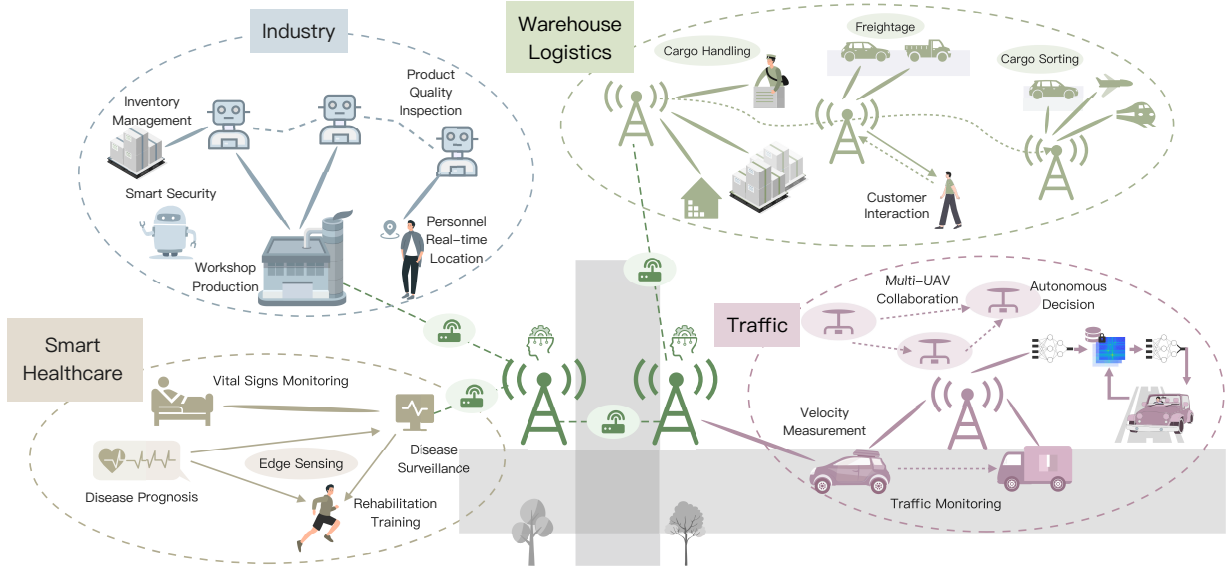 Industry
Inventory
Management
Product
Quality
Inspection
Smart Security
Workshop
Production
Personnel
Real-time
Location
Warehouse
Logistics
Cargo Handling
Freightage
Cargo Sorting
Customer
Interaction
Smart
Healthcare
Vital Signs Monitoring
Disease Prognosis
Edge Sensing
Disease
Surveillance
Rehabilitation
Training
Traffic
Multi-UAV
Collaboration
Autonomous
Decision
Velocity
Measurement
Traffic Monitoring